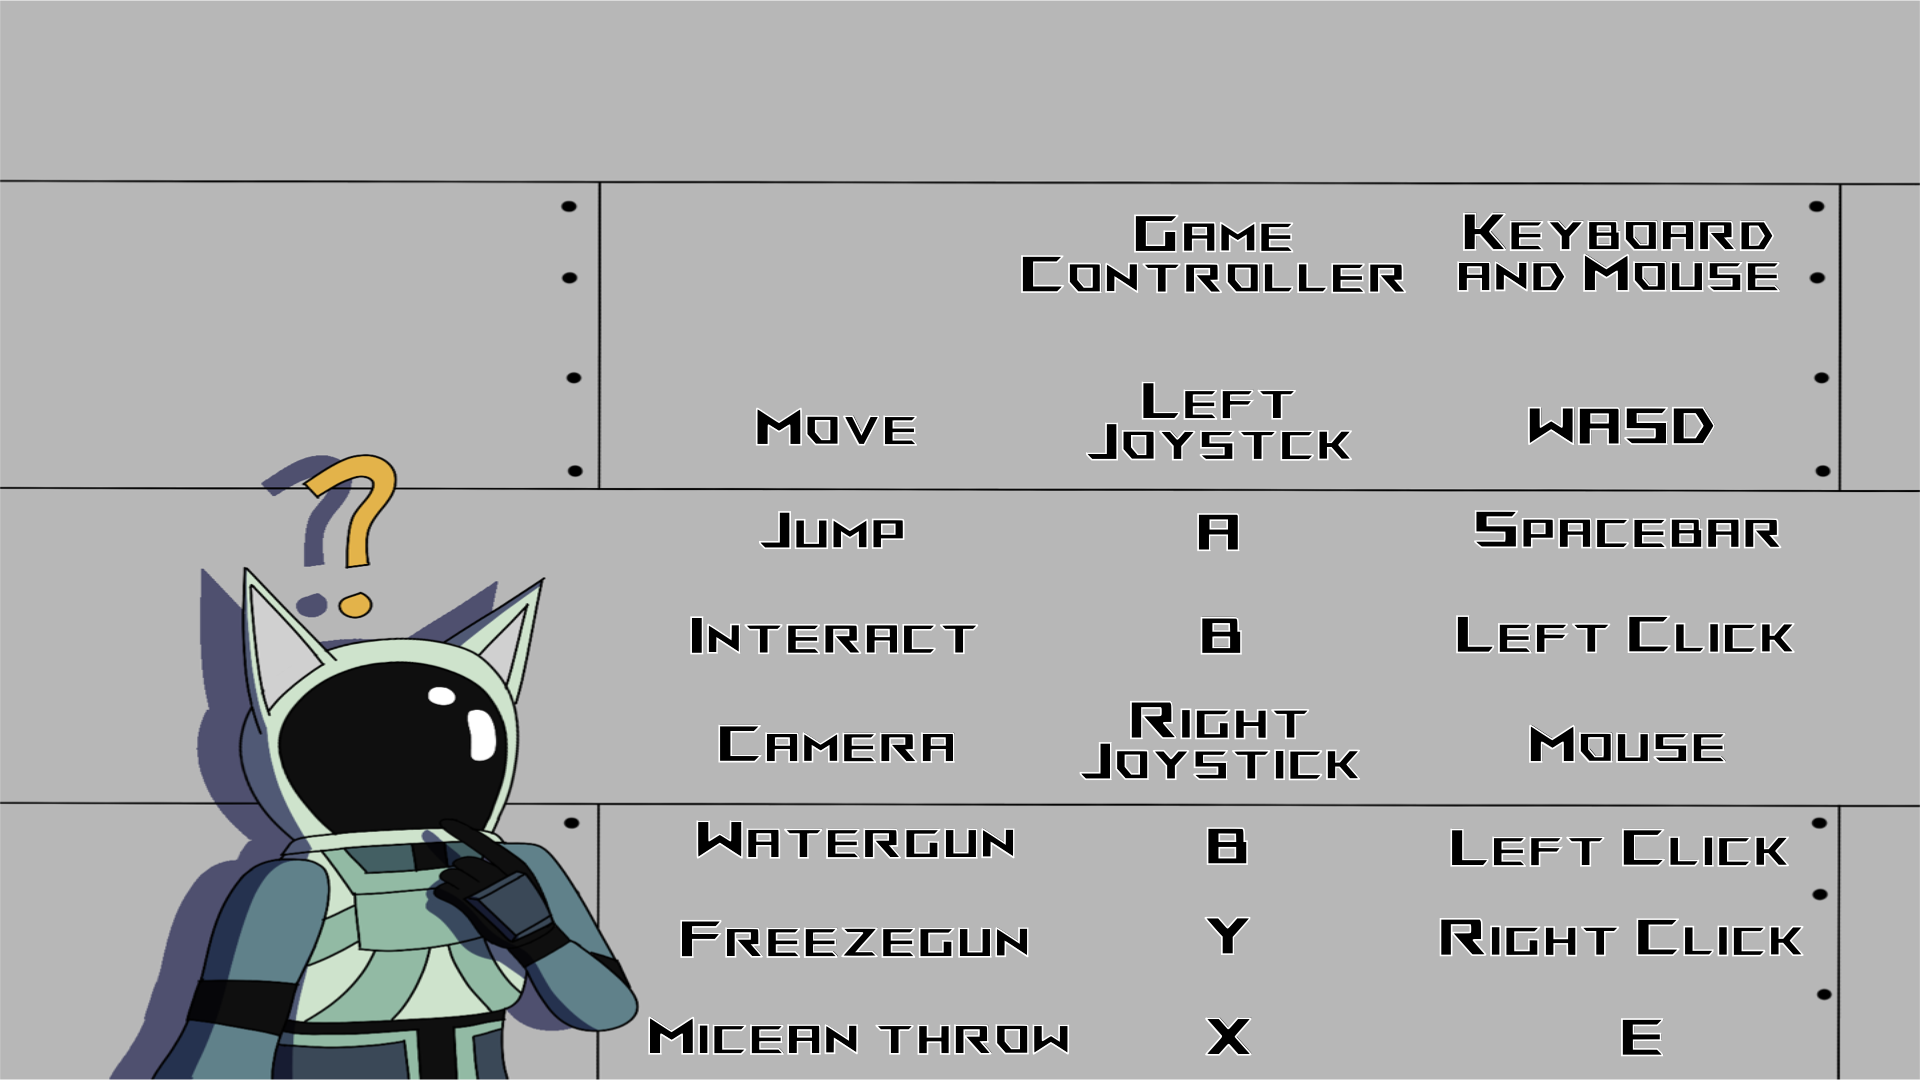 Game Controller
Keyboard and Mouse
Move
Left Joystck
WASD
Jump
A
Spacebar
Interact
B
Left Click
Camera
Right Joystick
Mouse
Watergun
B
Left Click
Freezegun
Y
Right Click
Micean throw
X
E
?